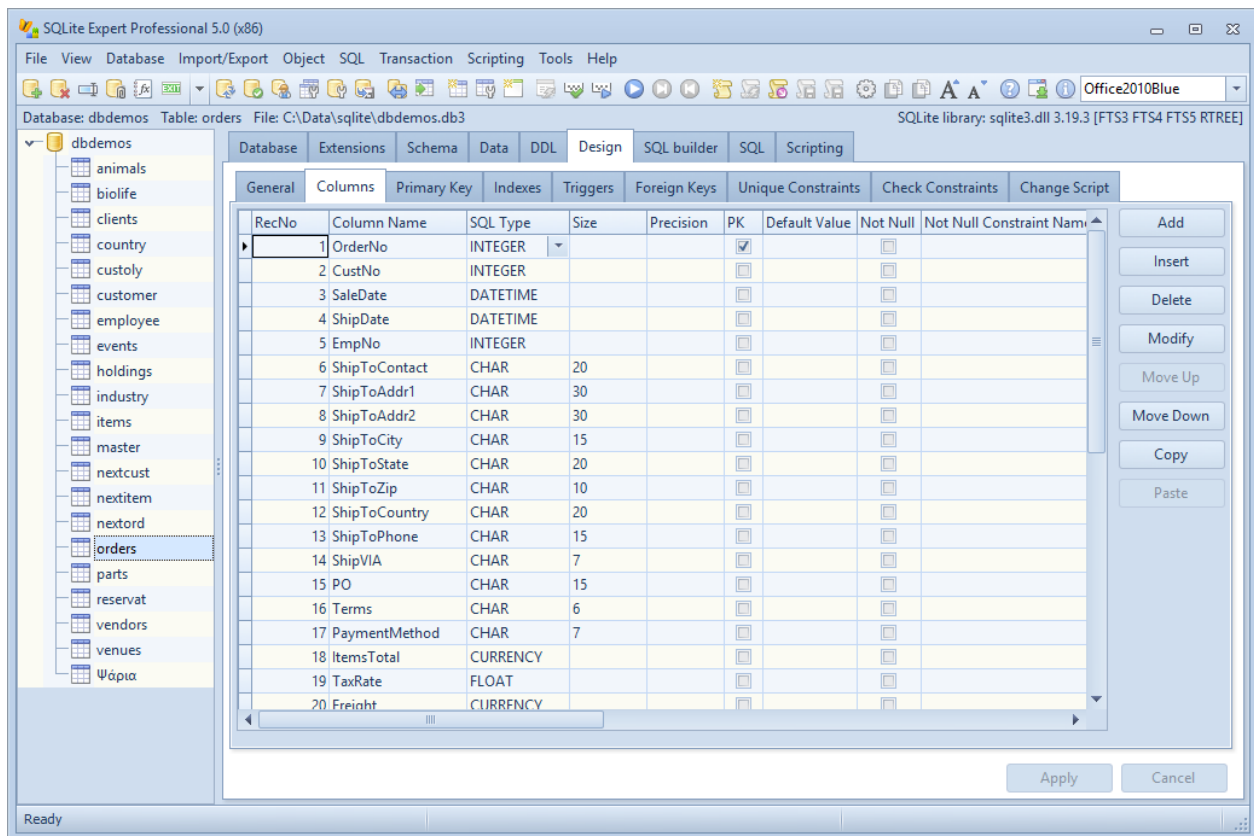 SQLite Expert Professional 5.0 (x86)
File View Database Import/Export Object SQL Transaction Scripting Tools Help
Office2010Blue
Database: dbdemos Table: orders File: C:\Data\sqlite\dbdemos.db3
SQLite library: sqlite3.dll 3.19.3 [FTS3 FTS4 FTS5 RTREE]
dbdemos
animals
biolife
clients
country
custoly
customer
employee
events
holdings
industry
items
master
nextcust
nextitem
nextord
orders
parts
reservat
vendors
venues
Ψάρια
Database Extensions Schema Data DDL Design SQL builder SQL Scripting
General Columns Primary Key Indexes Triggers Foreign Keys Unique Constraints Check Constraints Change Script
RecNo Column Name SQL Type Size Precision PK Default Value Not Null Not Null Constraint Name
1 OrderNo INTEGER
2 CustNo INTEGER
3 SaleDate DATETIME
4 ShipDate DATETIME
5 EmpNo INTEGER
6 ShipToContact CHAR 20
7 ShipToAddr1 CHAR 30
8 ShipToAddr2 CHAR 30
9 ShipToCity CHAR 15
10 ShipToState CHAR 20
11 ShipToZip CHAR 10
12 ShipToCountry CHAR 20
13 ShipToPhone CHAR 15
14 ShipVIA CHAR 7
15 PO CHAR 15
16 Terms CHAR 6
17 PaymentMethod CHAR 7
18 ItemsTotal CURRENCY
19 TaxRate FLOAT
20 Freight CURRENCY
Add
Insert
Delete
Modify
Move Up
Move Down
Copy
Paste
Apply Cancel
Ready